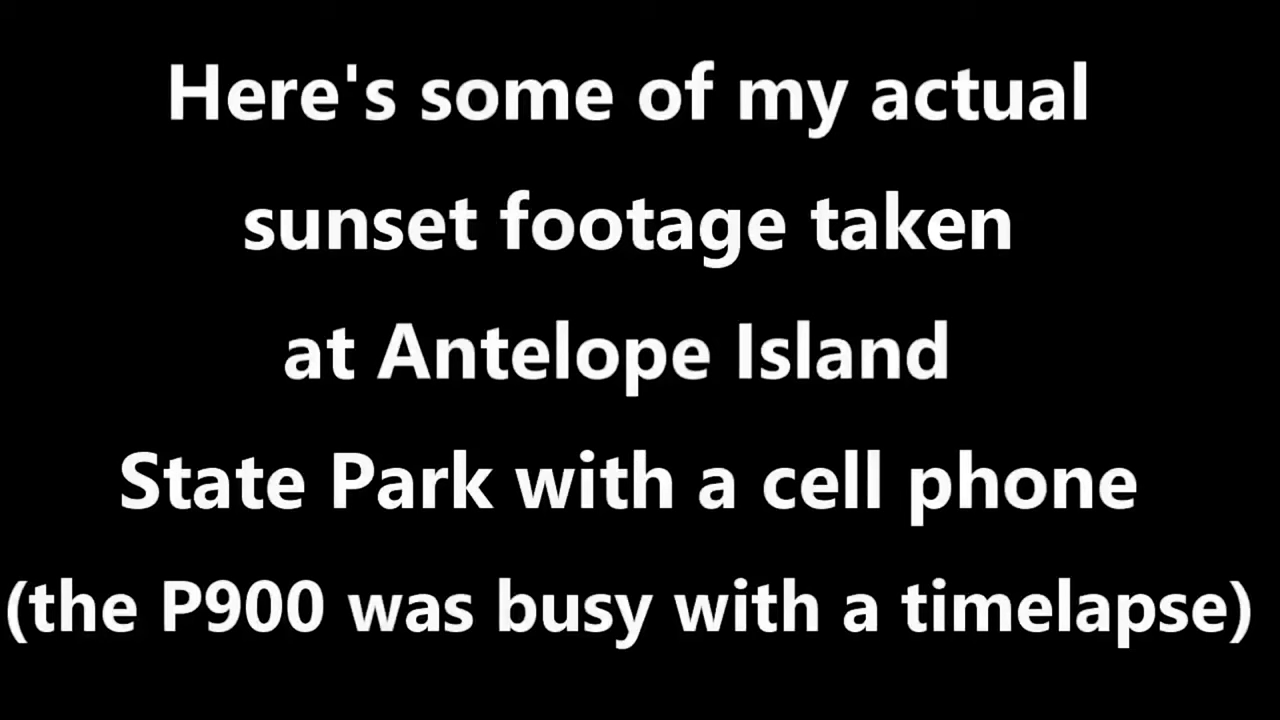 Here's some of my actual
sunset footage taken
at Antelope Island
State Park with a cell phone
(the P900 was busy with a timelapse)